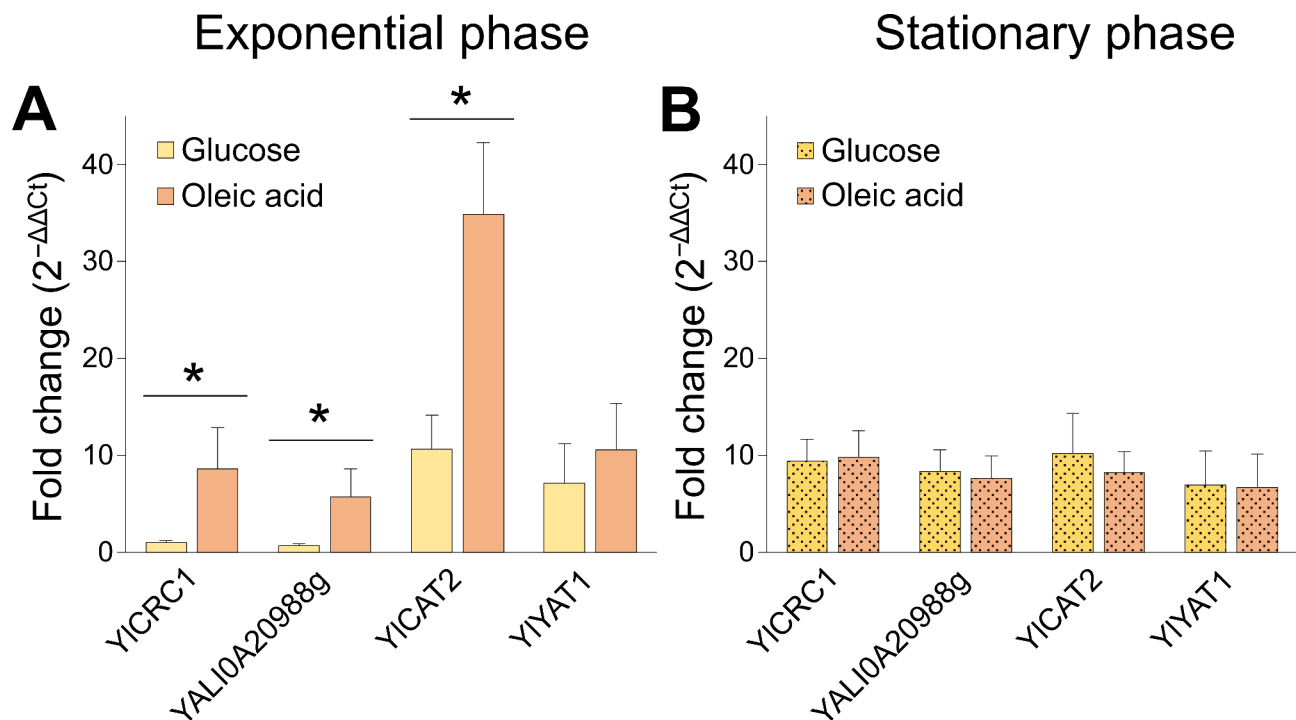 Exponential phase
Stationary phase
A
*
*
*
Glucose
Oleic acid
Fold change (2⁻ΔΔCt)
40
30
20
10
0
YlCRC1
YALI0A20988g
YlCAT2
YlYAT1
B
Glucose
Oleic acid
Fold change (2⁻ΔΔCt)
40
30
20
10
0
YlCRC1
YALI0A20988g
YlCAT2
YlYAT1